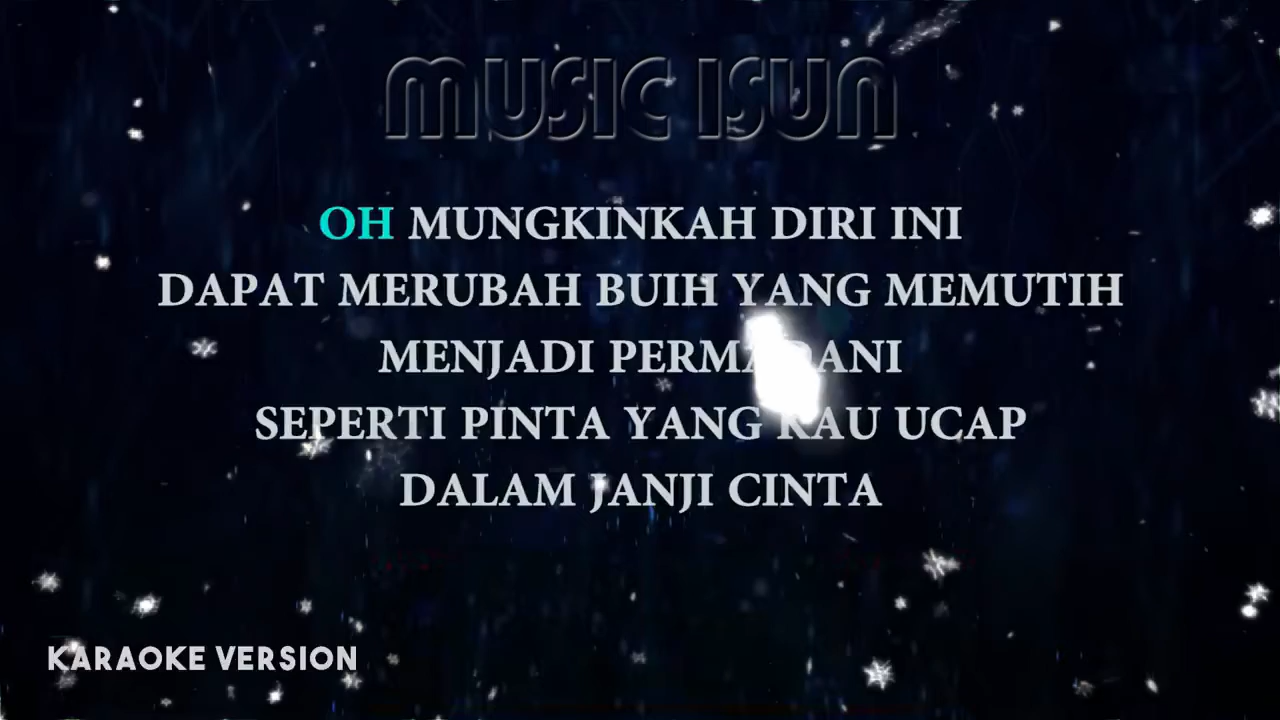 MUSIC ISUN
OH MUNGKINKAH DIRI INI
DAPAT MERUBAH BUIH YANG MEMUTIH
MENJADI
SEPERTI PINTA YANG KAU UCAP
DALAM JANJI CINTA
KARAOKE VERSION